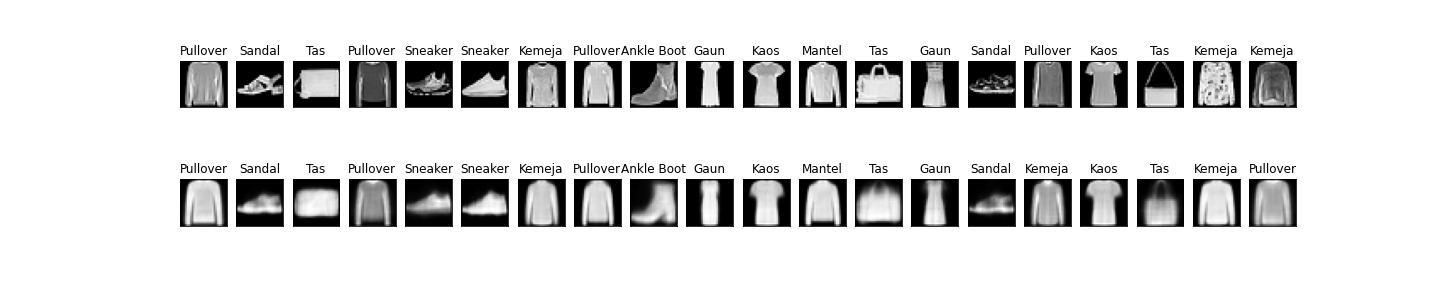 Pullover Sandal Tas Pullover Sneaker Sneaker Kemeja Pullover Ankle Boot Gaun Kaos Mantel Tas Gaun Sandal Pullover Kaos Tas Kemeja Kemeja
Pullover Sandal Tas Pullover Sneaker Sneaker Kemeja Pullover Ankle Boot Gaun Kaos Mantel Tas Gaun Sandal Kemeja Kaos Tas Kemeja Pullover